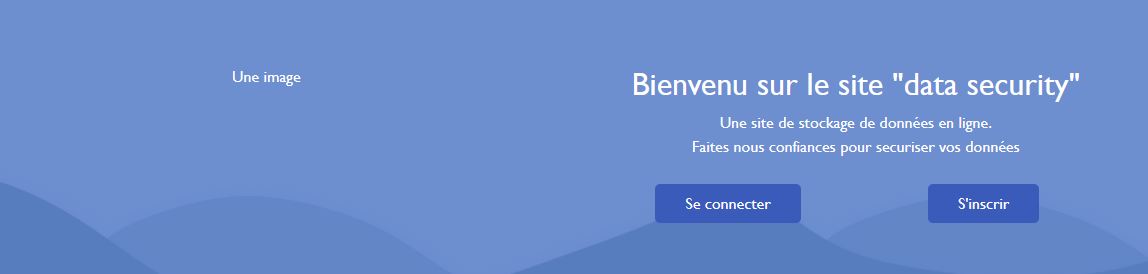 Une image
Bienvenu sur le site "data security"
Une site de stockage de données en ligne.
Faites nous confiances pour securiser vos données
Se connecter
S'inscrir